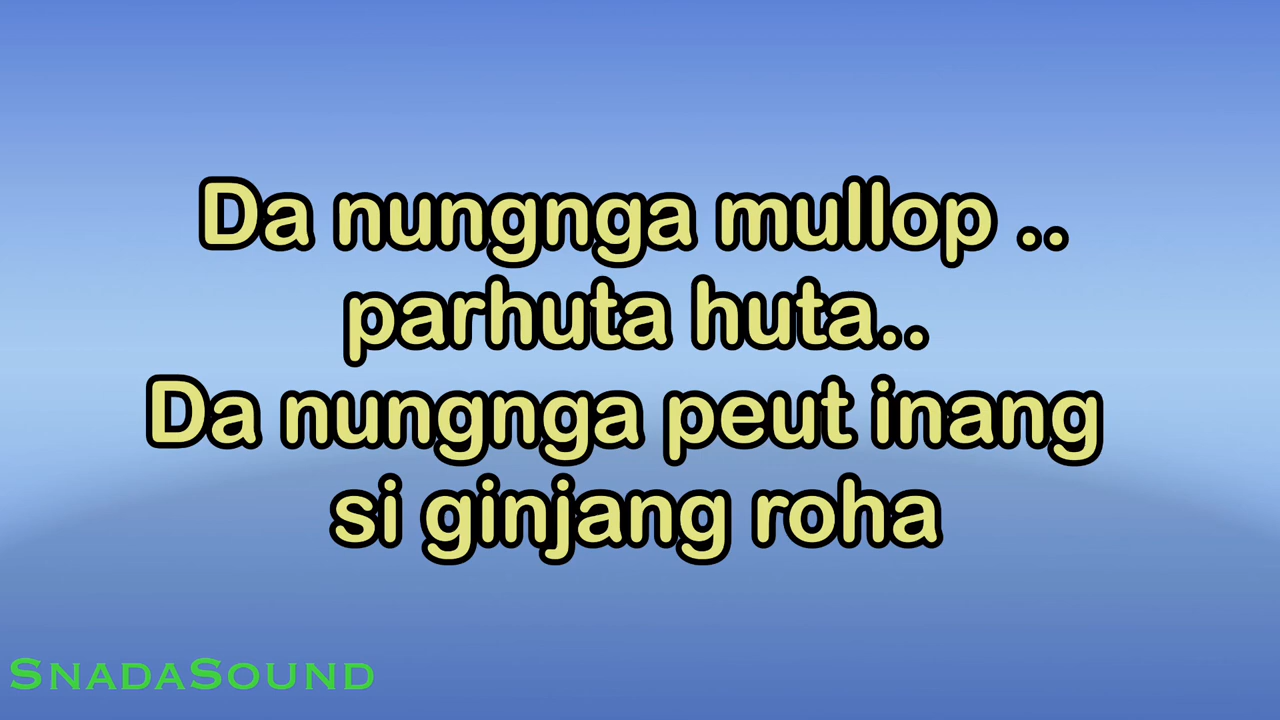 Da nungnga mullop ..
parhuta huta..
Da nungnga peut inang
si ginjang roha
SNADASOUND